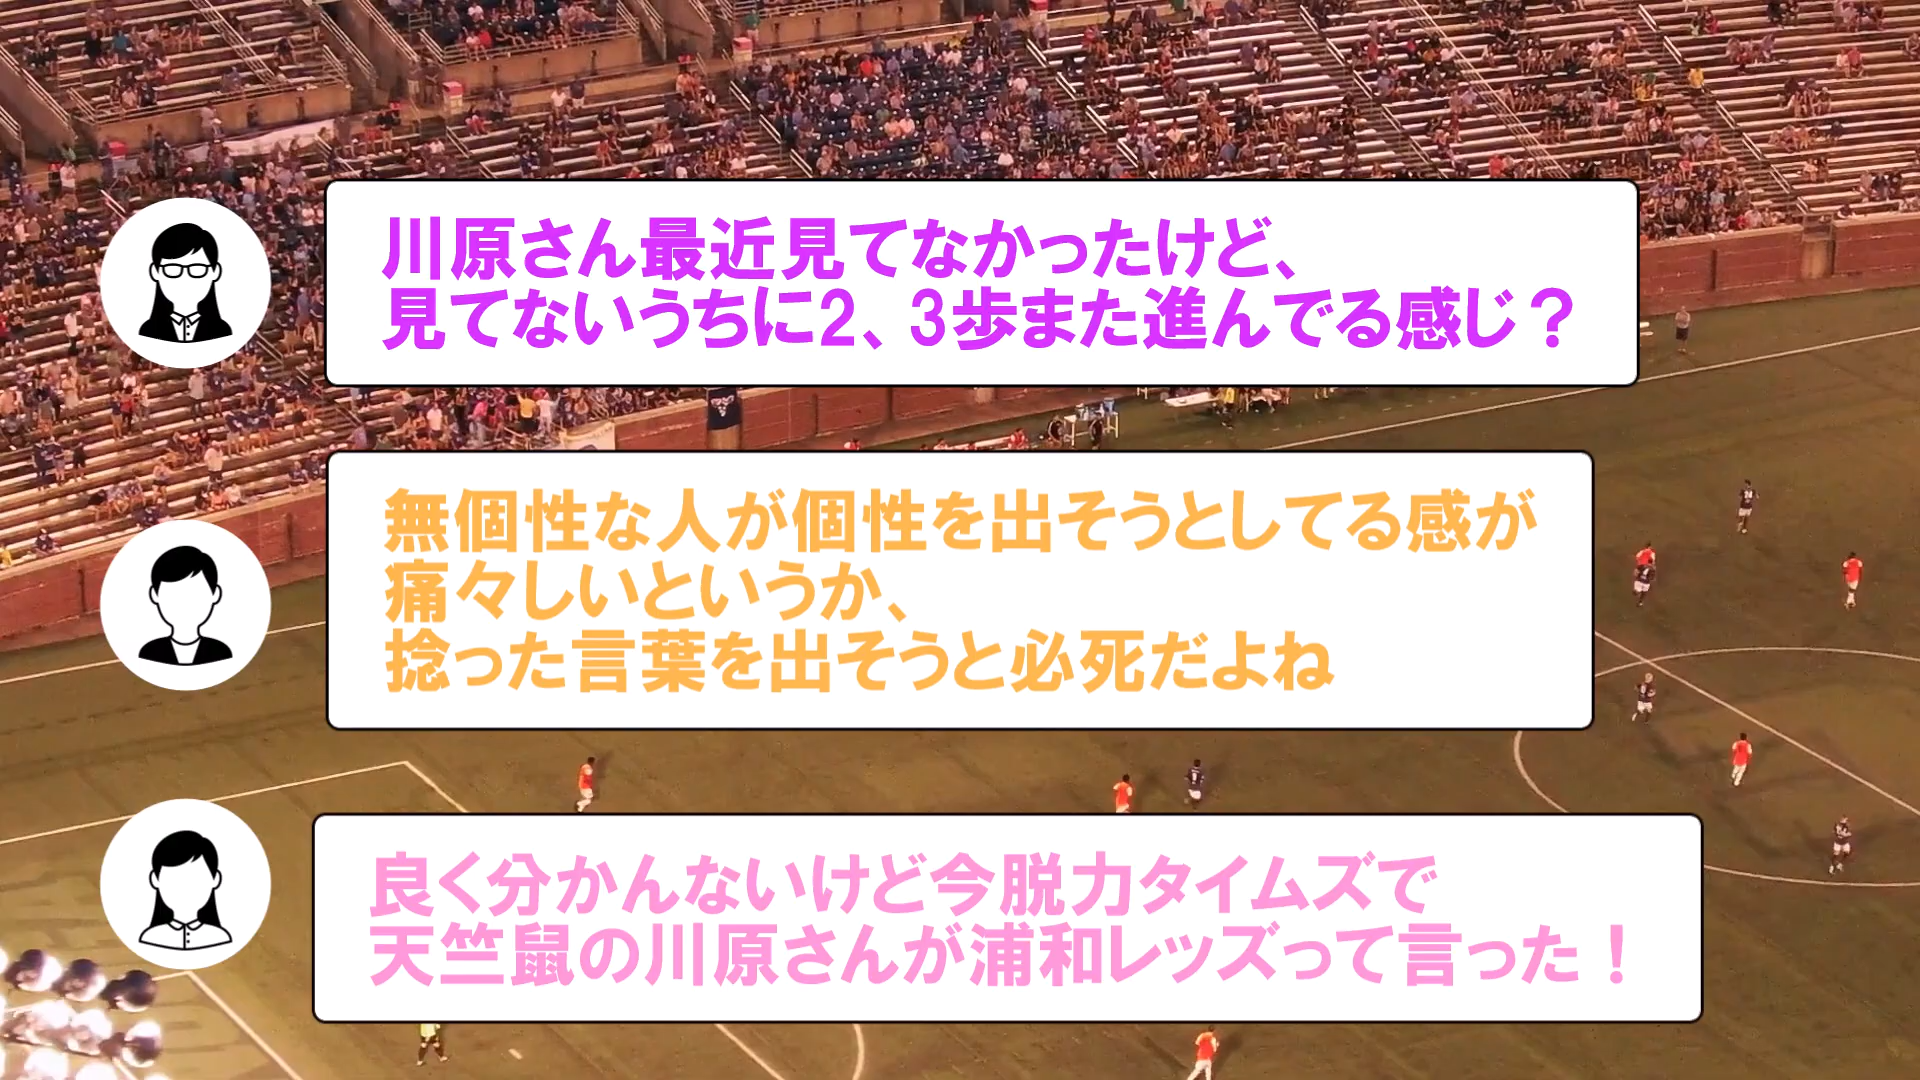 川原さん最近見てなかったけど、
見てないうちに2、3歩また進んでる感じ？
無個性な人が個性を出そうとしてる感が
痛々しいというか、
捻った言葉を出そうと必死だよね
良く分かんないけど今脱力タイムズで
天竺鼠の川原さんが浦和レッズって言った！